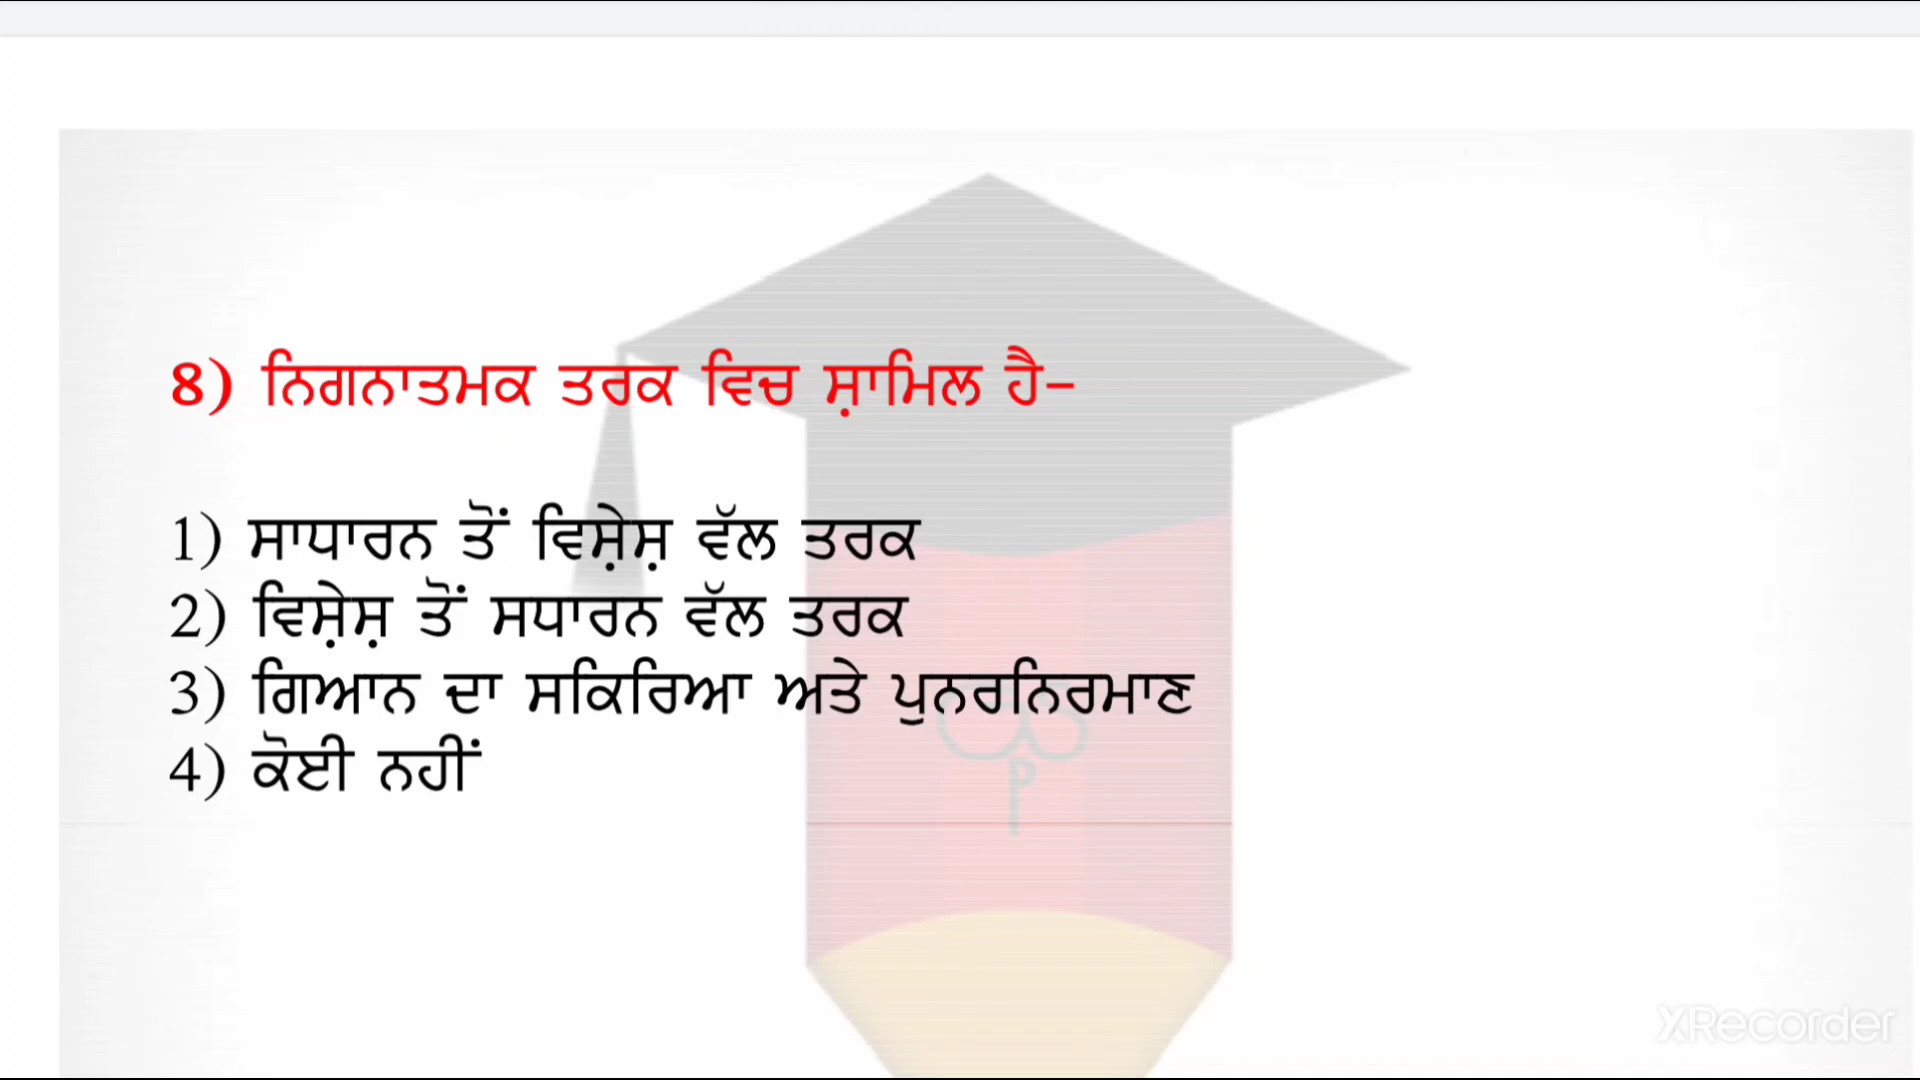 8) ਨਿਗਨਾਤਮਕ ਤਰਕ ਵਿਚ ਸ਼ਾਮਿਲ ਹੈ-
1) ਸਾਧਾਰਨ ਤੋਂ ਵਿਸ਼ੇਸ਼ ਵੱਲ ਤਰਕ
2) ਵਿਸ਼ੇਸ਼ ਤੋਂ ਸਧਾਰਨ ਵੱਲ ਤਰਕ
3) ਗਿਆਨ ਦਾ ਸਕਿਰਿਆ ਅਤੇ ਪੁਨਰਨਿਰਮਾਣ
4) ਕੋਈ ਨਹੀਂ
P
XRecorder